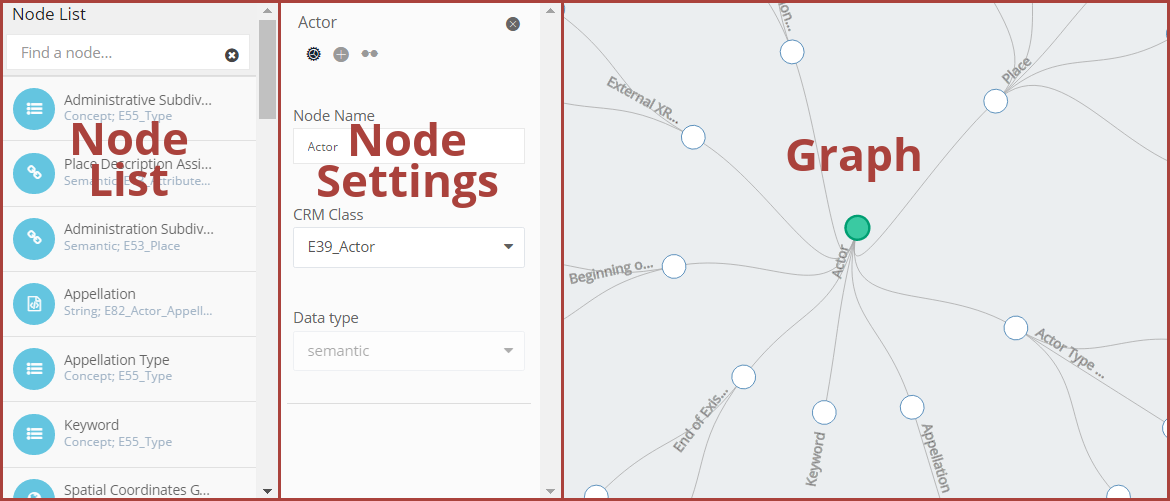 Node List
Find a node...
Administrative Subdiv...
Concept; E55_Type
Place Description Assi...
Administration Subdiv...
Semantic; E53_Place
Appellation
String; E82_Actor_Appell...
Appellation Type
Concept; E55_Type
Keyword
Concept; E55_Type
Spatial Coordinates G...
Node
List
Actor
Node Name
Actor
CRM Class
E39_Actor
Data type
semantic
Node
Settings
on...
External XR...
Place
Actor
Beginning o...
Actor Type ...
End of Exis...
Keyword
Appellation
Graph